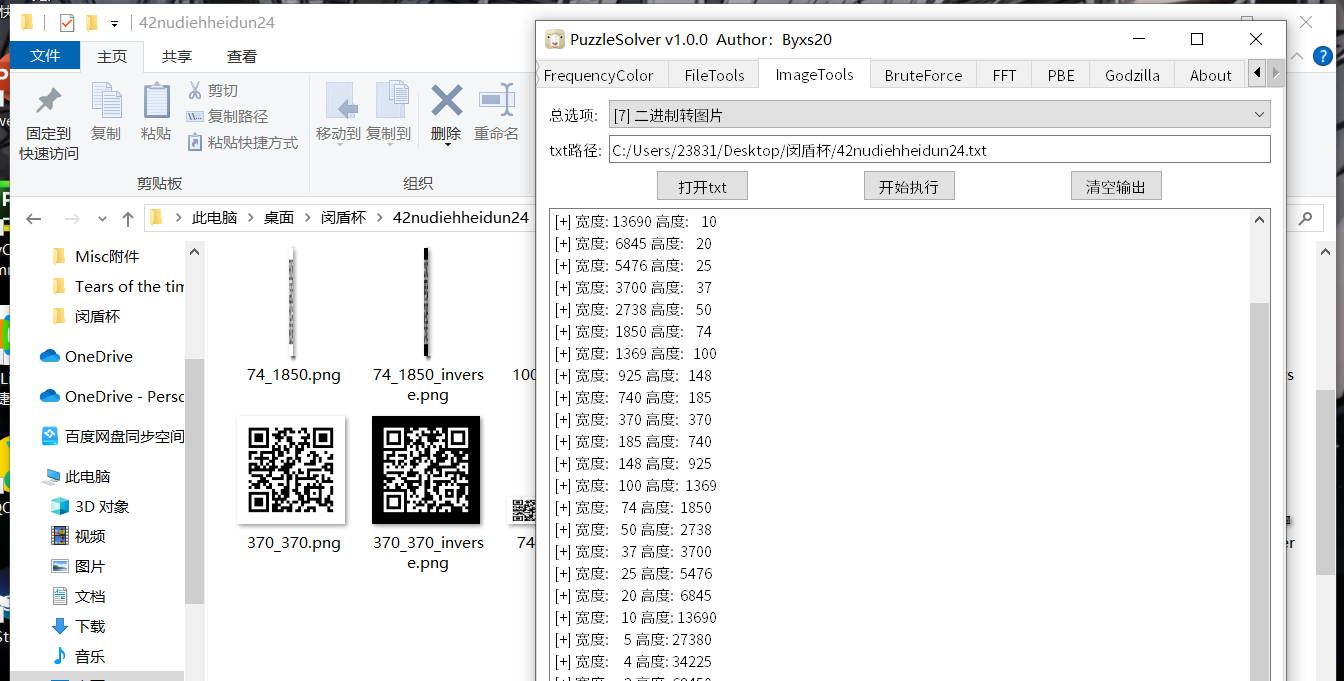 42nudiehheidun24
文件
主页
共享
查看
固定到
快速访问
复制
粘贴
剪切
复制路径
粘贴快捷方式
剪贴板
移动到
复制到
删除
重命名
组织
此电脑
桌面
闵盾杯
42nudiehheidun24
Misc附件
Tears of the tim
闵盾杯
OneDrive
OneDrive - Perso
百度网盘同步空间
此电脑
3D 对象
视频
图片
文档
下载
音乐
74_1850.png
74_1850_invers
e.png
100
370_370.png
370_370_invers
e.png
74
PuzzleSolver v1.0.0 Author：Byxs20
FrequencyColor
FileTools
ImageTools
BruteForce
FFT
PBE
Godzilla
About
总选项:
[7] 二进制转图片
txt路径:
C:/Users/23831/Desktop/闵盾杯/42nudiehheidun24.txt
打开txt
开始执行
清空输出
[+] 宽度: 13690 高度: 10
[+] 宽度: 6845 高度: 20
[+] 宽度: 5476 高度: 25
[+] 宽度: 3700 高度: 37
[+] 宽度: 2738 高度: 50
[+] 宽度: 1850 高度: 74
[+] 宽度: 1369 高度: 100
[+] 宽度: 925 高度: 148
[+] 宽度: 740 高度: 185
[+] 宽度: 370 高度: 370
[+] 宽度: 185 高度: 740
[+] 宽度: 148 高度: 925
[+] 宽度: 100 高度: 1369
[+] 宽度: 74 高度: 1850
[+] 宽度: 50 高度: 2738
[+] 宽度: 37 高度: 3700
[+] 宽度: 25 高度: 5476
[+] 宽度: 20 高度: 6845
[+] 宽度: 10 高度: 13690
[+] 宽度: 5 高度: 27380
[+] 宽度: 4 高度: 34225